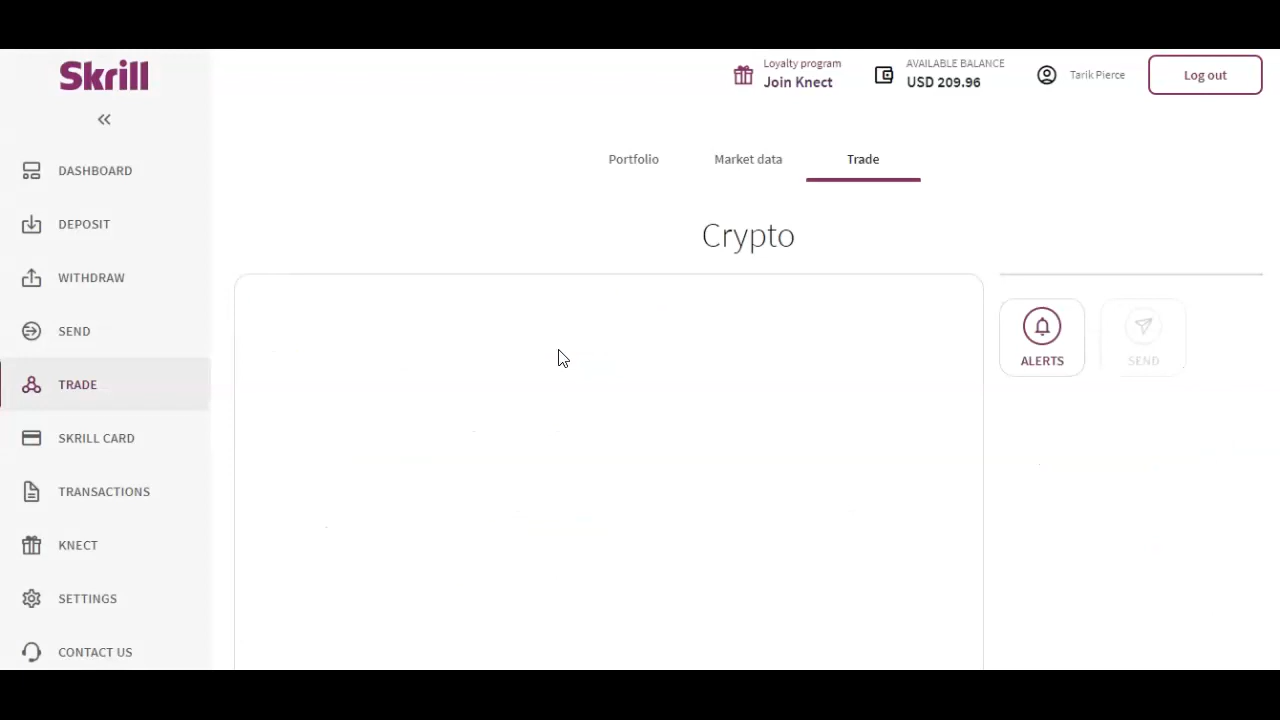 Skrill
Loyalty program
Join Knect
AVAILABLE BALANCE
USD 209.96
Tarik Pierce
Log out
DASHBOARD
DEPOSIT
WITHDRAW
SEND
TRADE
SKRILL CARD
TRANSACTIONS
KNECT
SETTINGS
CONTACT US
Portfolio
Market data
Trade
Crypto
ALERTS
SEND